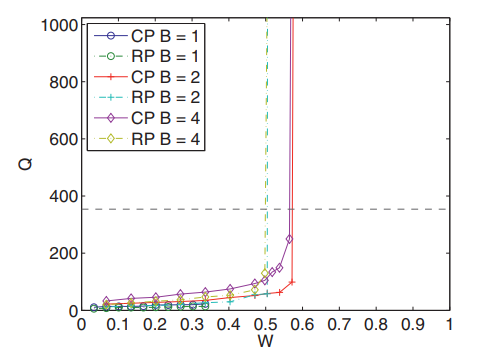 1000
800
600
400
200
0
Q
CP B = 1
RP B = 1
CP B = 2
RP B = 2
CP B = 4
RP B = 4
0 0.1 0.2 0.3 0.4 0.5 0.6 0.7 0.8 0.9 1
W